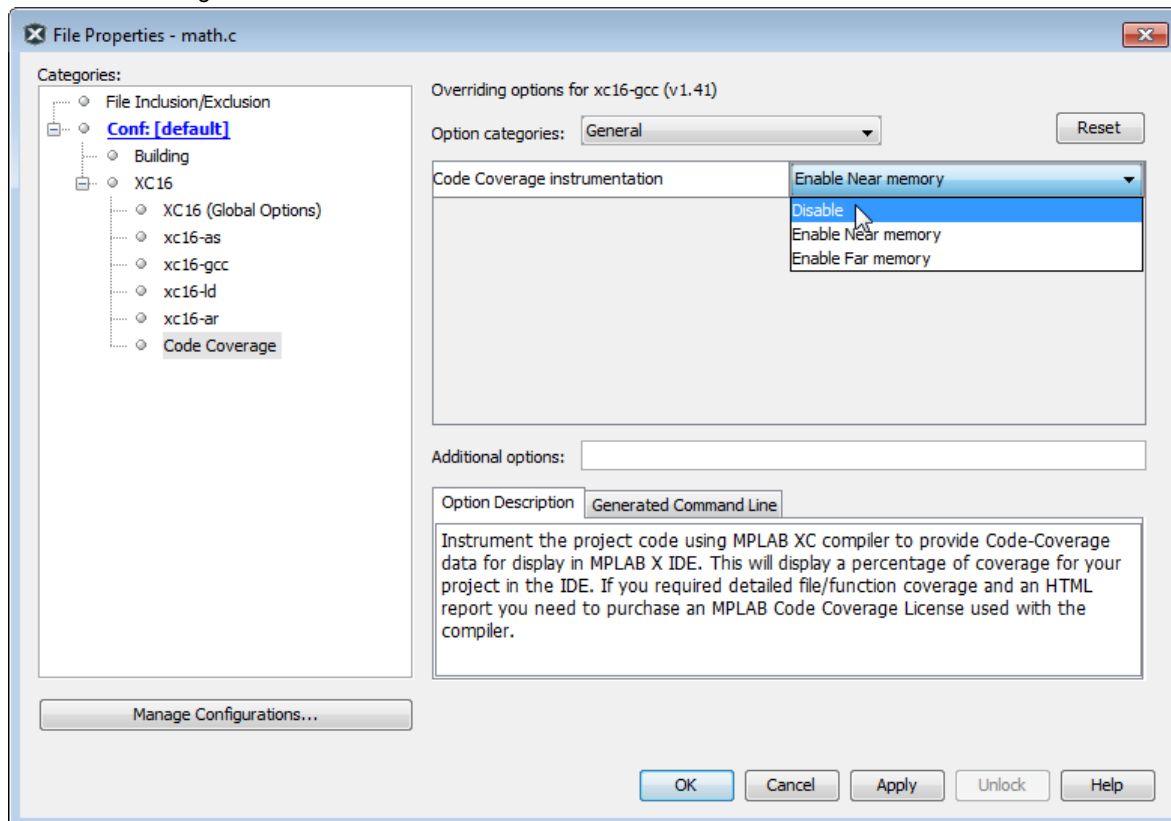 File Properties - math.c
Categories:
File Inclusion/Exclusion
Conf: [default]
Building
XC16
XC16 (Global Options)
xc16-as
xc16-gcc
xc16-ld
xc16-ar
Code Coverage
Manage Configurations...
Overriding options for xc16-gcc (v1.41)
Option categories: General Reset
Code Coverage instrumentation Enable Near memory
Disable
Enable Near memory
Enable Far memory
Additional options:
Option Description Generated Command Line
Instrument the project code using MPLAB XC compiler to provide Code-Coverage
data for display in MPLAB X IDE. This will display a percentage of coverage for your
project in the IDE. If you required detailed file/function coverage and an HTML
report you need to purchase an MPLAB Code Coverage License used with the
compiler.
OK Cancel Apply Unlock Help